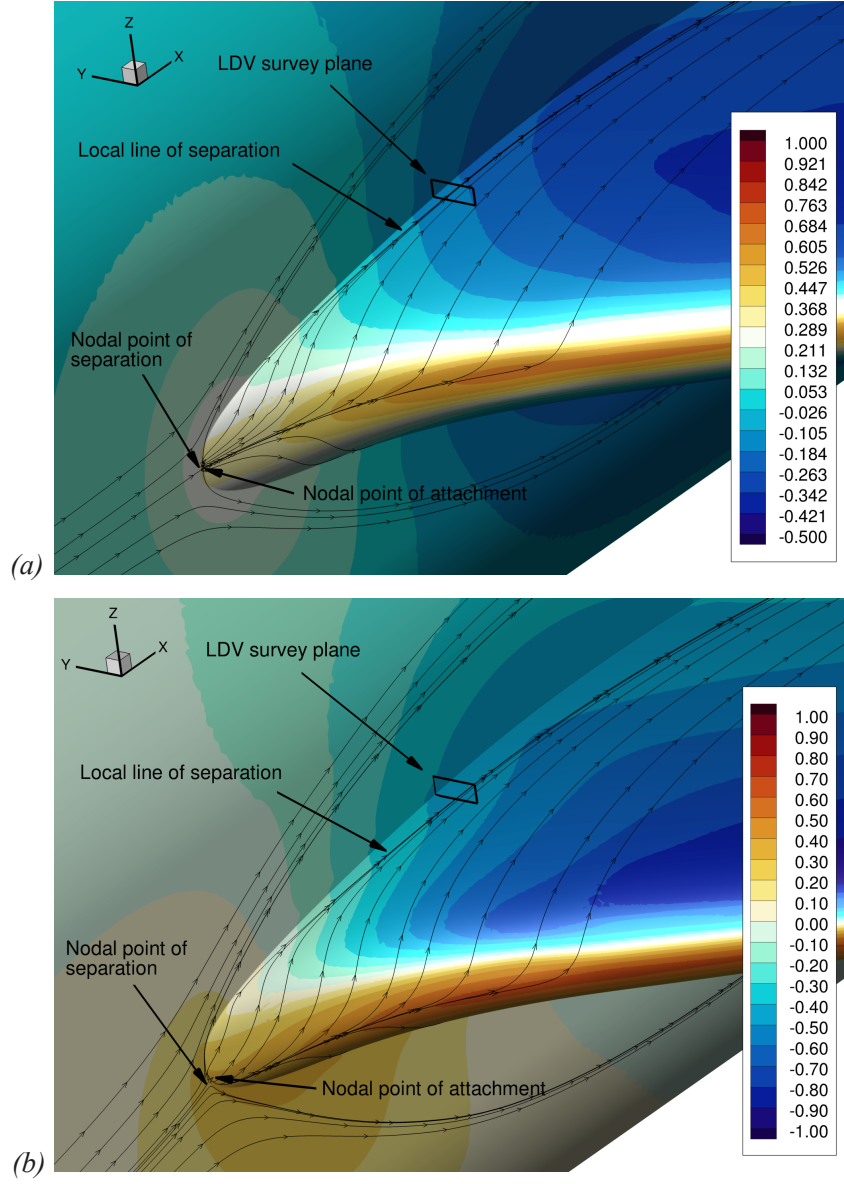 Z
X
Y
LDV survey plane
Local line of separation
Nodal point of
separation
Nodal point of attachment
1.000
0.921
0.842
0.763
0.684
0.605
0.526
0.447
0.368
0.289
0.211
0.132
0.053
-0.026
-0.105
-0.184
-0.263
-0.342
-0.421
-0.500
(a)
Z
X
Y
LDV survey plane
Local line of separation
Nodal point of
separation
Nodal point of attachment
1.00
0.90
0.80
0.70
0.60
0.50
0.40
0.30
0.20
0.10
0.00
-0.10
-0.20
-0.30
-0.40
-0.50
-0.60
-0.70
-0.80
-0.90
-1.00
(b)